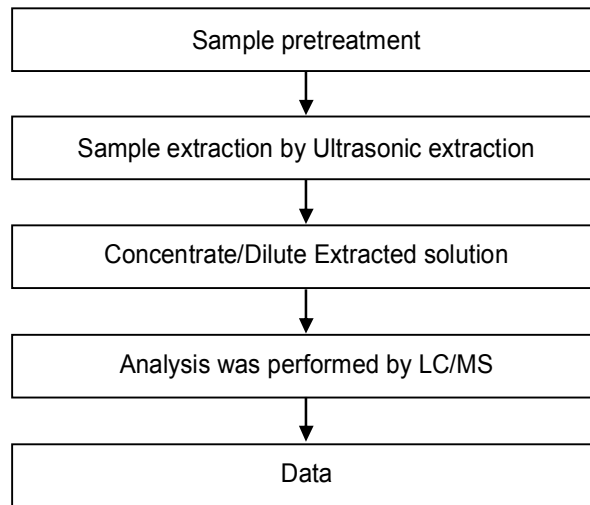 Sample pretreatment
Sample extraction by Ultrasonic extraction
Concentrate/Dilute Extracted solution
Analysis was performed by LC/MS
Data